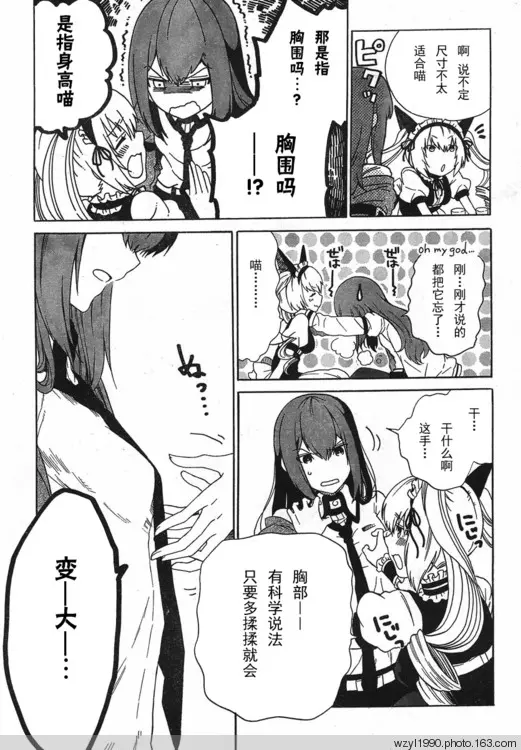 啊 说不定
尺寸不太
适合喵
ピクッ
那是指
胸围吗…?
胸围吗
——!?
是指身高喵
Oh my god…
刚…刚才说的
都把它忘了…
ぜぇ…
ぜぇ…
喵………
干…
干什么啊
这手…
にじっ
にじっ
胸部——
有科学说法
只要多揉揉就会
ぬっ…
变—大—…
wzyl1990.photo.163.com